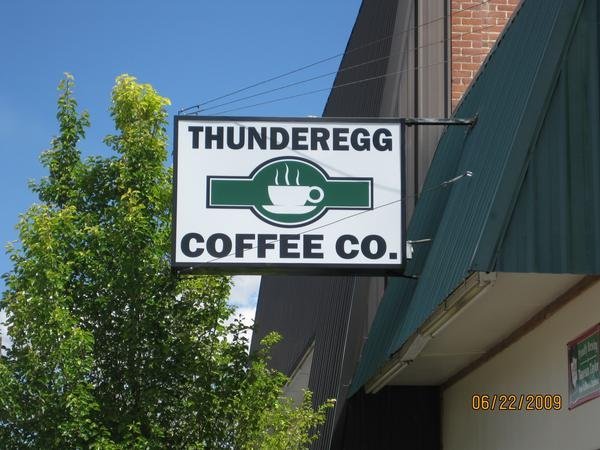 THUNDEREGG
COFFEE CO.
06/22/2009